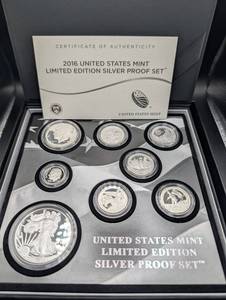 CERTIFICATE OF AUTHENTICITY
2016 UNITED STATES MINT
LIMITED EDITION SILVER PROOF SET™
UNITED STATES MINT
UNITED STATES MINT
LIMITED EDITION
SILVER PROOF SET™